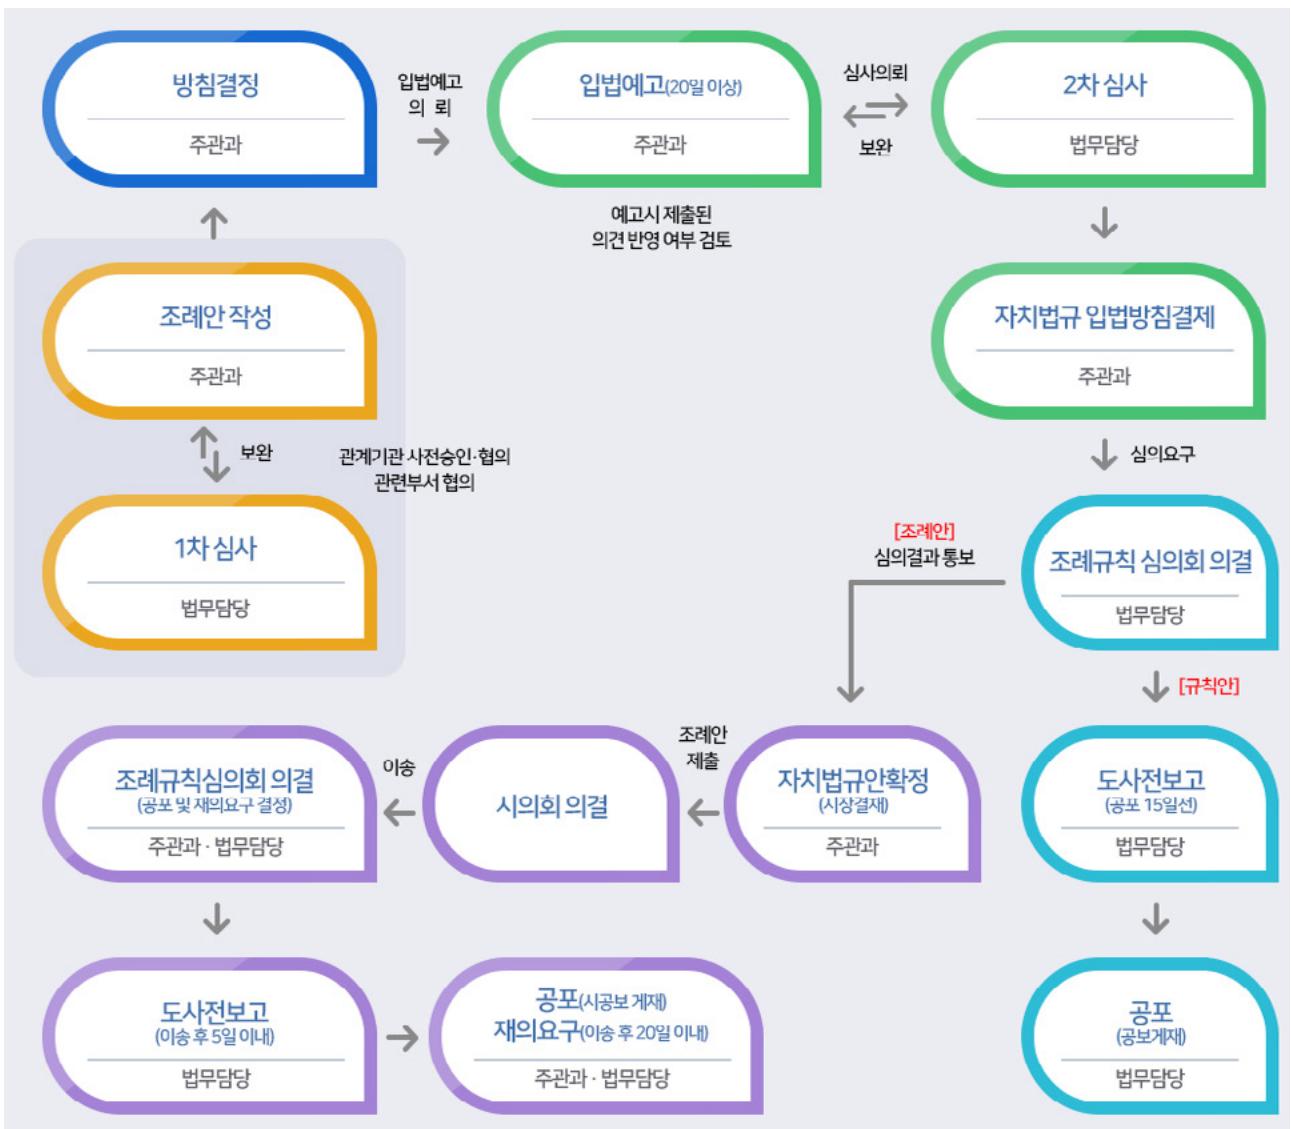 방침결정
주관과
입법예고
의 뢰
입법예고(20일 이상)
주관과
예고시 제출된
의견 반영 여부 검토
심사의뢰
보완
2차 심사
법무담당
조례안 작성
주관과
보완
관계기관 사전승인·협의
관련부서 협의
1차 심사
법무담당
자치법규 입법방침결제
주관과
심의요구
조례규칙 심의회 의결
법무담당
[조례안]
심의결과 통보
[규칙안]
조례규칙심의회 의결
(공포 및 재의요구 결정)
주관과 · 법무담당
이송
시의회 의결
조례안
제출
자치법규안확정
(시장결재)
주관과
도사전보고
(공포 15일선)
법무담당
도사전보고
(이송 후 5일 이내)
법무담당
공포(시공보 게재)
재의요구(이송 후 20일 이내)
주관과 · 법무담당
공포
(공보게재)
법무담당